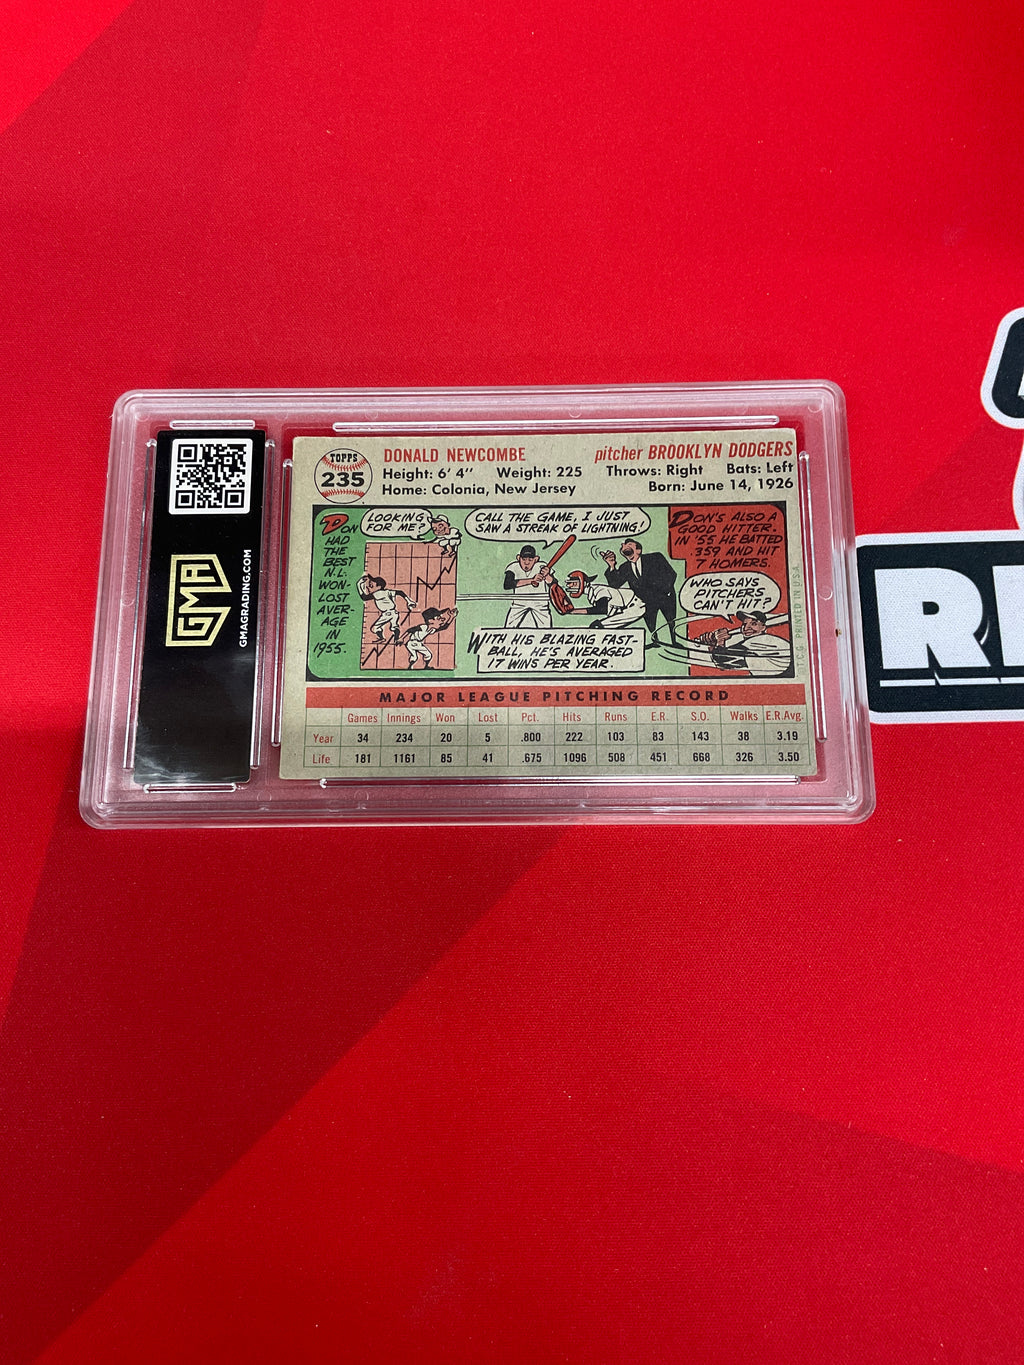 GMA
GMAGRADING.COM
TOPPS
235
DONALD NEWCOMBE
pitcher BROOKLYN DODGERS
Height: 6' 4" Weight: 225 Throws: Right Bats: Left
Home: Colonia, New Jersey Born: June 14, 1926
DON
HAD
THE
BEST
N.L.
WON-
LOST
AVER-
AGE
IN
1955.
LOOKING
FOR ME?
CALL THE GAME, I JUST
SAW A STREAK OF LIGHTNING!
WITH HIS BLAZING FAST-
BALL, HE'S AVERAGED
17 WINS PER YEAR.
DON'S ALSO A
GOOD HITTER.
IN '55 HE BATTED
.359 AND HIT
7 HOMERS.
WHO SAYS
PITCHERS
CAN'T HIT?
©T.C.G. PRINTED IN U.S.A.
MAJOR LEAGUE PITCHING RECORD
Games Innings Won Lost Pct. Hits Runs E.R. S.O. Walks E.R.Avg.
Year 34 234 20 5 .800 222 103 83 143 38 3.19
Life 181 1161 85 41 .675 1096 508 451 668 326 3.50